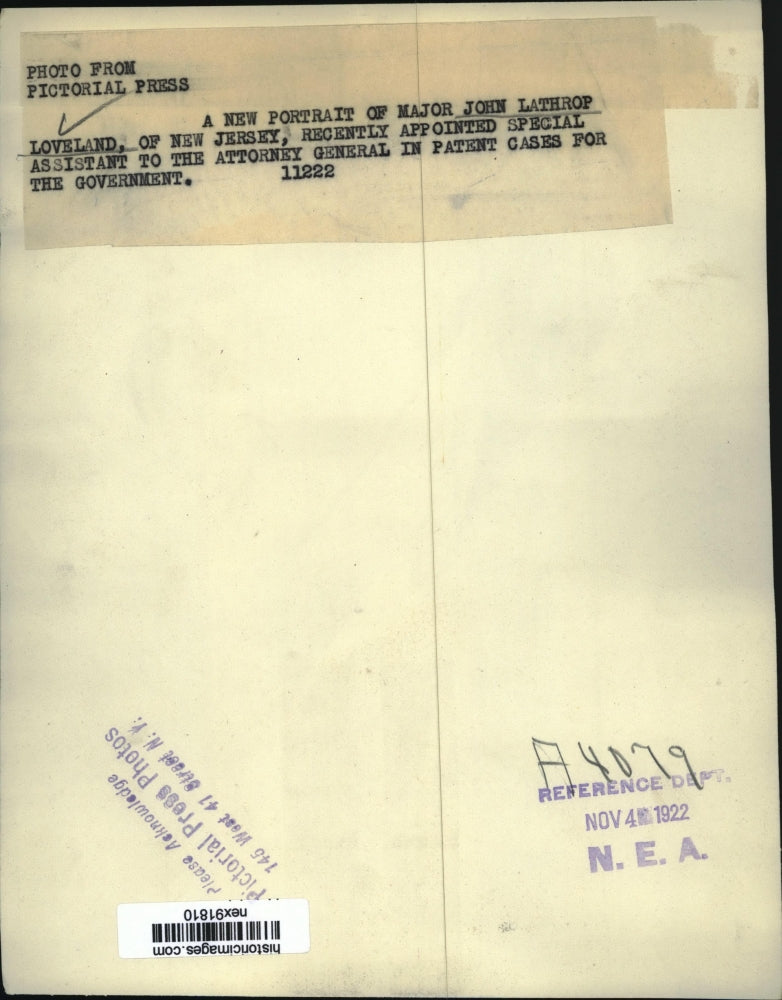 PHOTO FROM
PICTORIAL PRESS
A NEW PORTRAIT OF MAJOR JOHN LATHROP
LOVELAND, OF NEW JERSEY, RECENTLY APPOINTED SPECIAL
ASSISTANT TO THE ATTORNEY GENERAL IN PATENT CASES FOR
THE GOVERNMENT. 11222
A4079
REFERENCE DEPT.
NOV 4 1922
N. E. A.
Please Acknowledge
Pictorial Press Photos
145 West 41 Street N. Y.
historicimages.com
nex91810